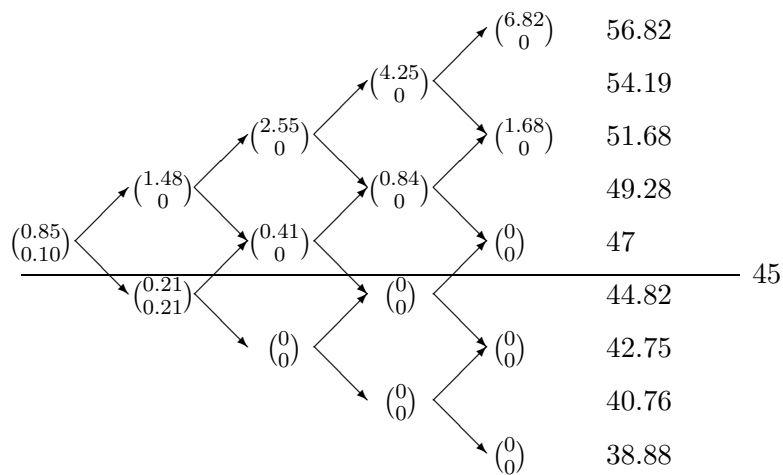 (6.82 0) 56.82
(4.25 0) 54.19
(2.55 0) (1.68 0) 51.68
(1.48 0) (0.84 0) 49.28
(0.85 0.10) (0.41 0) (0 0) 47
45
(0.21 0.21) (0 0) 44.82
(0 0) (0 0) 42.75
(0 0) 40.76
(0 0) 38.88